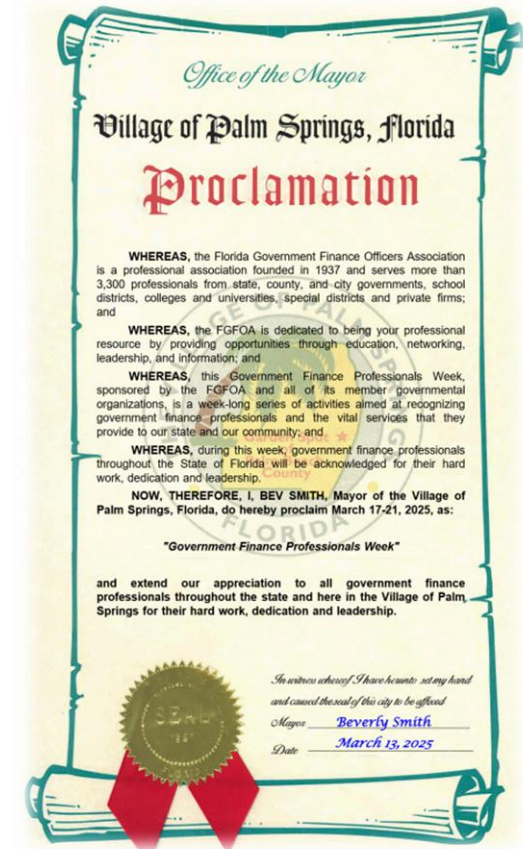 Office of the Mayor
Village of Palm Springs, Florida
Proclamation
WHEREAS, the Florida Government Finance Officers Association
is a professional association founded in 1937 and serves more than
3,300 professionals from state, county, and city governments, school
districts, colleges and universities, special districts and private firms;
and
WHEREAS, the FGFOA is dedicated to being your professional
resource by providing opportunities through education, networking,
leadership, and information; and
WHEREAS, this Government Finance Professionals Week,
sponsored by the FGFOA and all of its member governmental
organizations, is a week-long series of activities aimed at recognizing
government finance professionals and the vital services that they
provide to our state and our community; and
WHEREAS, during this week, government finance professionals
throughout the State of Florida will be acknowledged for their hard
work, dedication and leadership.
NOW, THEREFORE, I, BEV SMITH, Mayor of the Village of
Palm Springs, Florida, do hereby proclaim March 17-21, 2025, as:
"Government Finance Professionals Week"
and extend our appreciation to all government finance
professionals throughout the state and here in the Village of Palm
Springs for their hard work, dedication and leadership.
VILLAGE OF PALM SPRINGS
Garden Spot
County
FLORIDA
SEAL
In witness whereof I have hereunto set my hand
and caused the seal of this city to be affixed
Mayor Beverly Smith
Date March 13, 2025